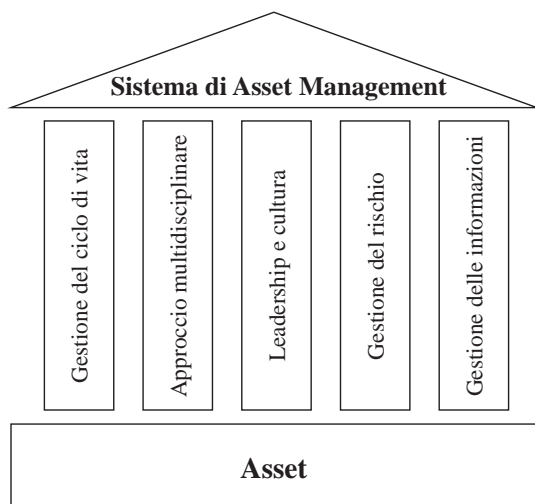 Sistema di Asset Management
Gestione del ciclo di vita
Approccio multidisciplinare
Leadership e cultura
Gestione del rischio
Gestione delle informazioni
Asset